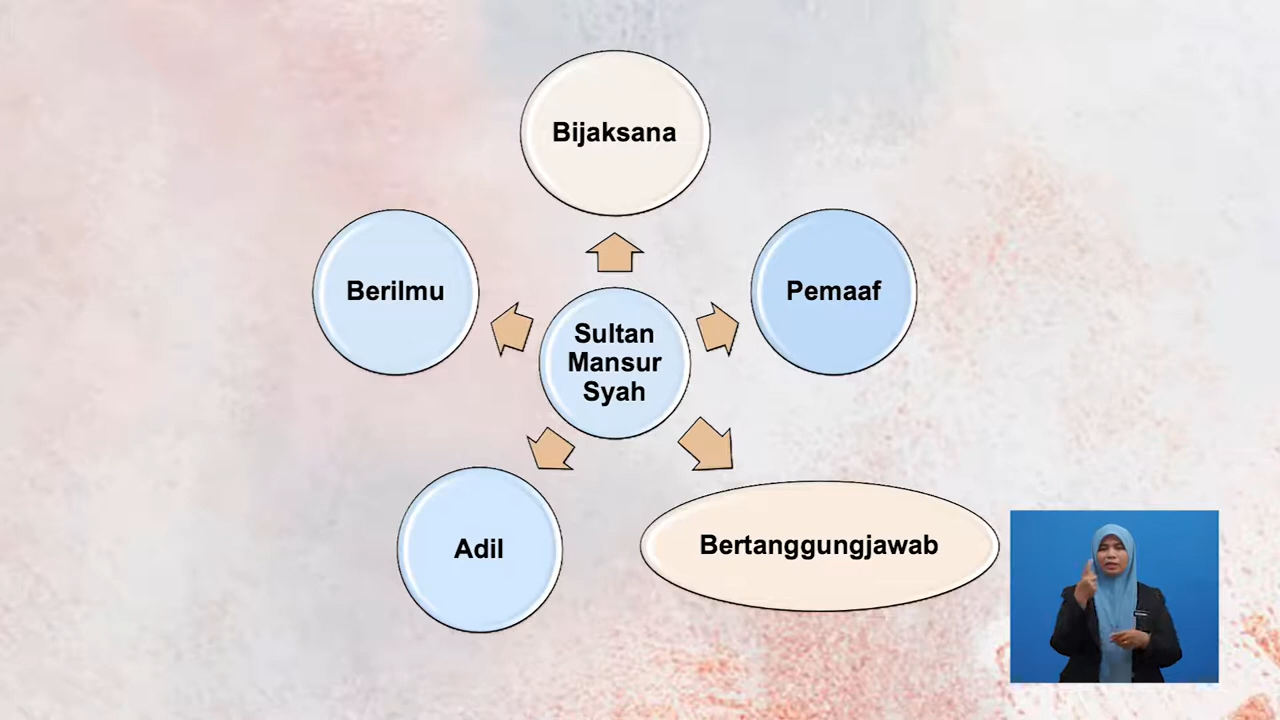 Bijaksana
Berilmu
Pemaaf
Sultan
Mansur
Syah
Adil
Bertanggungjawab